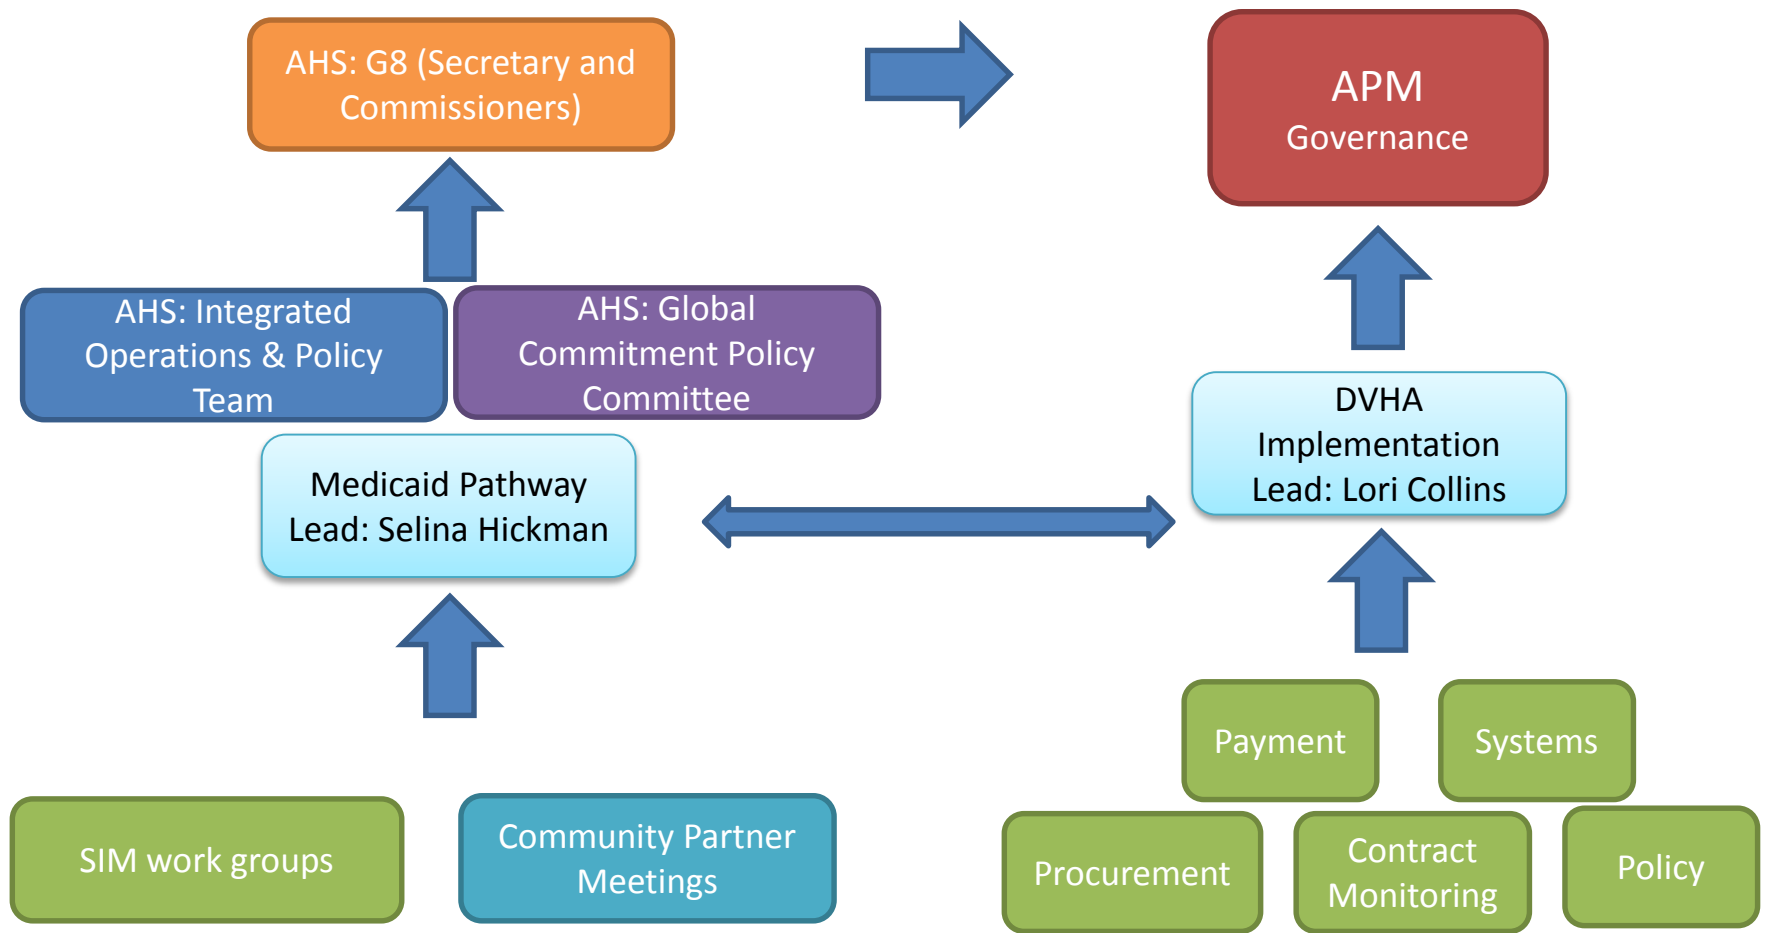 AHS: G8 (Secretary and
Commissioners)
APM
Governance
AHS: Integrated
Operations & Policy
Team
AHS: Global
Commitment Policy
Committee
DVHA
Implementation
Lead: Lori Collins
Medicaid Pathway
Lead: Selina Hickman
Payment
Systems
SIM work groups
Community Partner
Meetings
Procurement
Contract
Monitoring
Policy